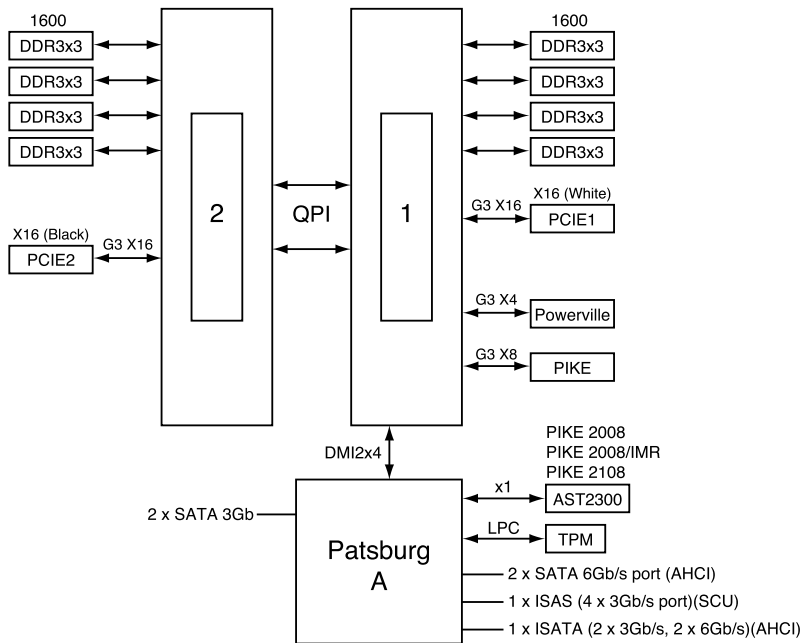 1600
DDR3x3
DDR3x3
DDR3x3
DDR3x3
X16 (Black)
PCIE2
G3 X16
2
QPI
1
1600
DDR3x3
DDR3x3
DDR3x3
DDR3x3
G3 X16
X16 (White)
PCIE1
G3 X4
Powerville
G3 X8
PIKE
DMI2x4
PIKE 2008
PIKE 2008/IMR
PIKE 2108
x1
AST2300
2 x SATA 3Gb
Patsburg
A
LPC
TPM
2 x SATA 6Gb/s port (AHCI)
1 x ISAS (4 x 3Gb/s port)(SCU)
1 x ISATA (2 x 3Gb/s, 2 x 6Gb/s)(AHCI)